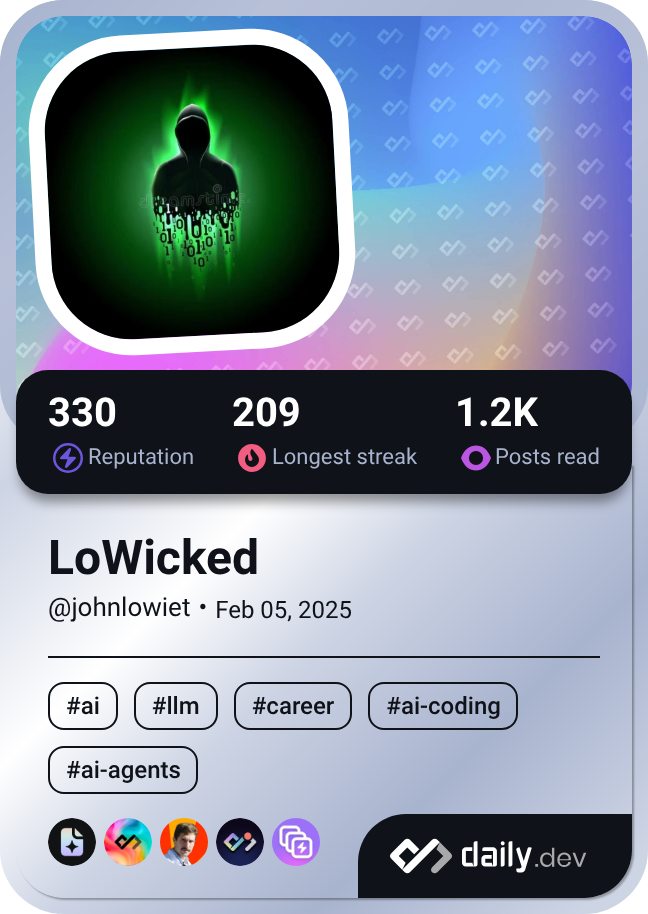 dreamstime
330 209 1.2K
Reputation Longest streak Posts read
LoWicked
@johnlowiet • Feb 05, 2025
#ai #llm #career #ai-coding
#ai-agents
daily.dev